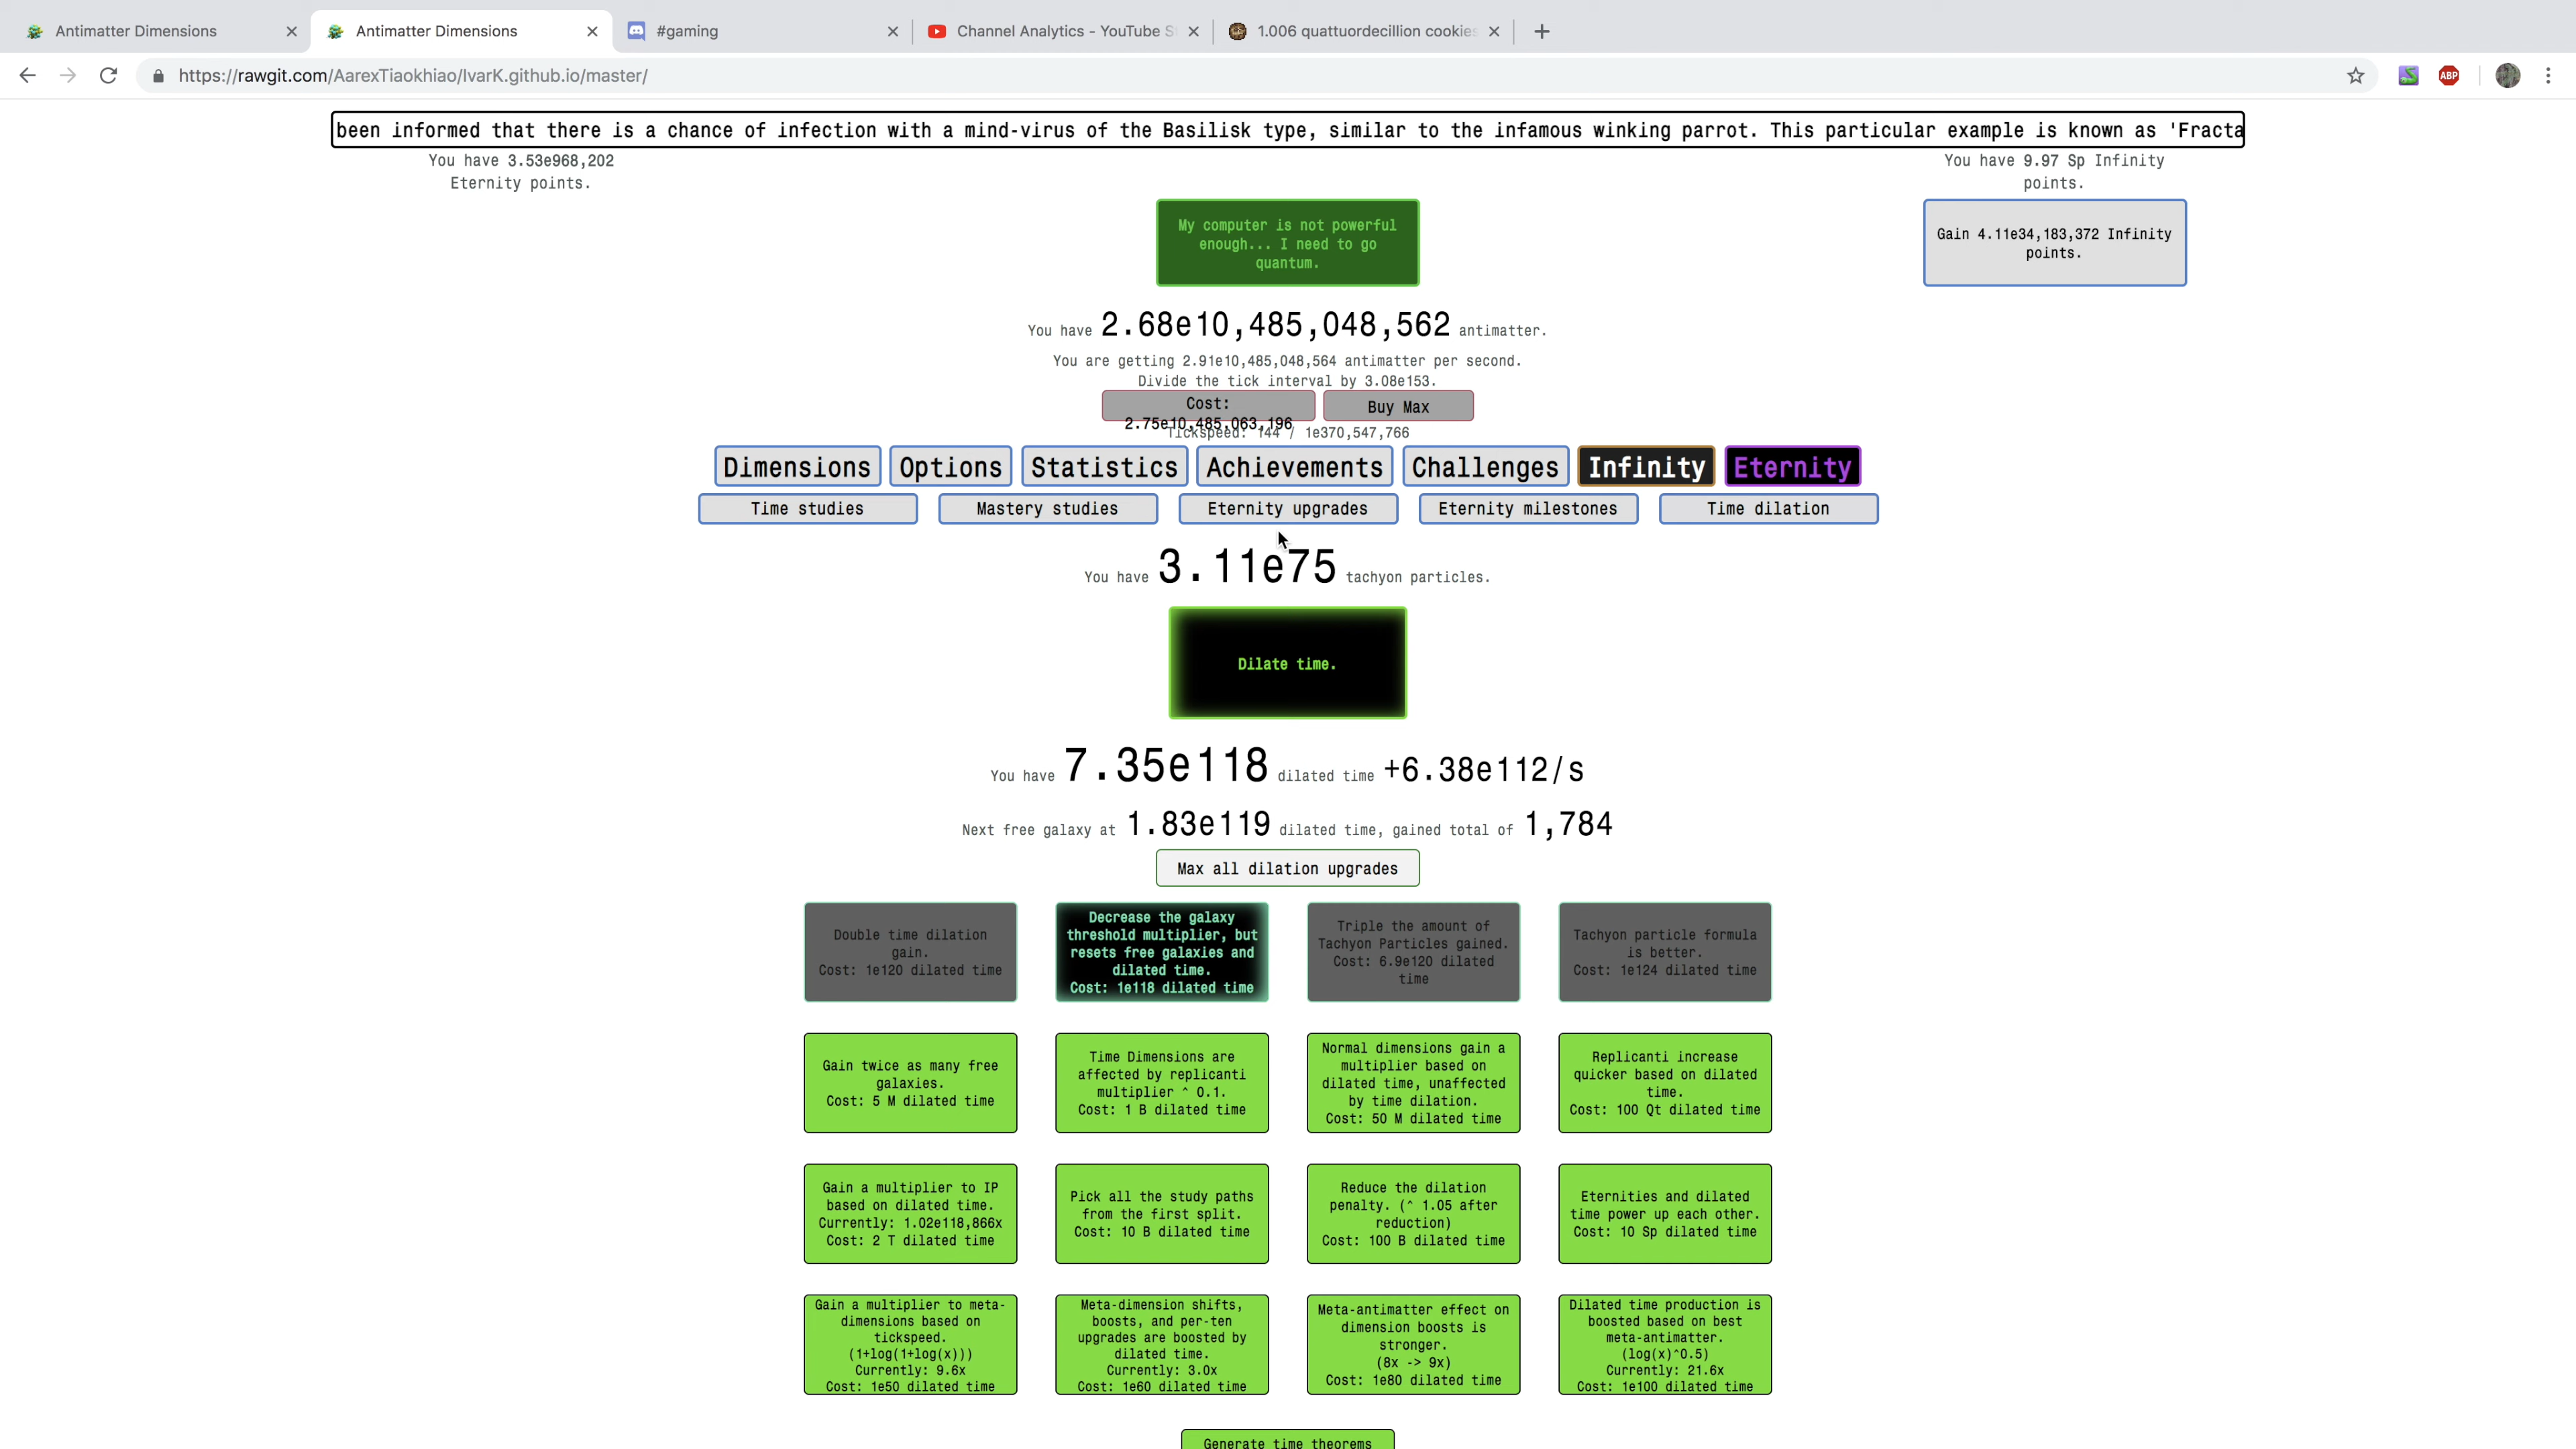 Antimatter Dimensions
Antimatter Dimensions
#gaming
Channel Analytics - YouTube S
1.006 quattuordecillion cookies
https://rawgit.com/AarexTiaokhiao/IvarK.github.io/master/
ABP
been informed that there is a chance of infection with a mind-virus of the Basilisk type, similar to the infamous winking parrot. This particular example is known as 'Fracta
You have 3.53e968,202
Eternity points.
You have 9.97 Sp Infinity
points.
My computer is not powerful
enough... I need to go
quantum.
Gain 4.11e34,183,372 Infinity
points.
You have 2.68e10,485,048,562 antimatter.
You are getting 2.91e10,485,048,564 antimatter per second.
Divide the tick interval by 3.08e153.
Cost:
2.75e10,485,063,196
Buy Max
Tickspeed: 144 / 1e370,547,766
Dimensions
Options
Statistics
Achievements
Challenges
Infinity
Eternity
Time studies
Mastery studies
Eternity upgrades
Eternity milestones
Time dilation
You have 3.11e75 tachyon particles.
Dilate time.
You have 7.35e118 dilated time +6.38e112/s
Next free galaxy at 1.83e119 dilated time, gained total of 1,784
Max all dilation upgrades
Double time dilation
gain.
Cost: 1e120 dilated time
Decrease the galaxy
threshold multiplier, but
resets free galaxies and
dilated time.
Cost: 1e118 dilated time
Triple the amount of
Tachyon Particles gained.
Cost: 6.9e120 dilated
time
Tachyon particle formula
is better.
Cost: 1e124 dilated time
Gain twice as many free
galaxies.
Cost: 5 M dilated time
Time Dimensions are
affected by replicanti
multiplier ^ 0.1.
Cost: 1 B dilated time
Normal dimensions gain a
multiplier based on
dilated time, unaffected
by time dilation.
Cost: 50 M dilated time
Replicanti increase
quicker based on dilated
time.
Cost: 100 Qt dilated time
Gain a multiplier to IP
based on dilated time.
Currently: 1.02e118,866x
Cost: 2 T dilated time
Pick all the study paths
from the first split.
Cost: 10 B dilated time
Reduce the dilation
penalty. (^ 1.05 after
reduction)
Cost: 100 B dilated time
Eternities and dilated
time power up each other.
Cost: 10 Sp dilated time
Gain a multiplier to meta-
dimensions based on
tickspeed.
(1+log(1+log(x)))
Currently: 9.6x
Cost: 1e50 dilated time
Meta-dimension shifts,
boosts, and per-ten
upgrades are boosted by
dilated time.
Currently: 3.0x
Cost: 1e60 dilated time
Meta-antimatter effect on
dimension boosts is
stronger.
(8x -> 9x)
Cost: 1e80 dilated time
Dilated time production is
boosted based on best
meta-antimatter.
(log(x)^0.5)
Currently: 21.6x
Cost: 1e100 dilated time
Generate time theorems